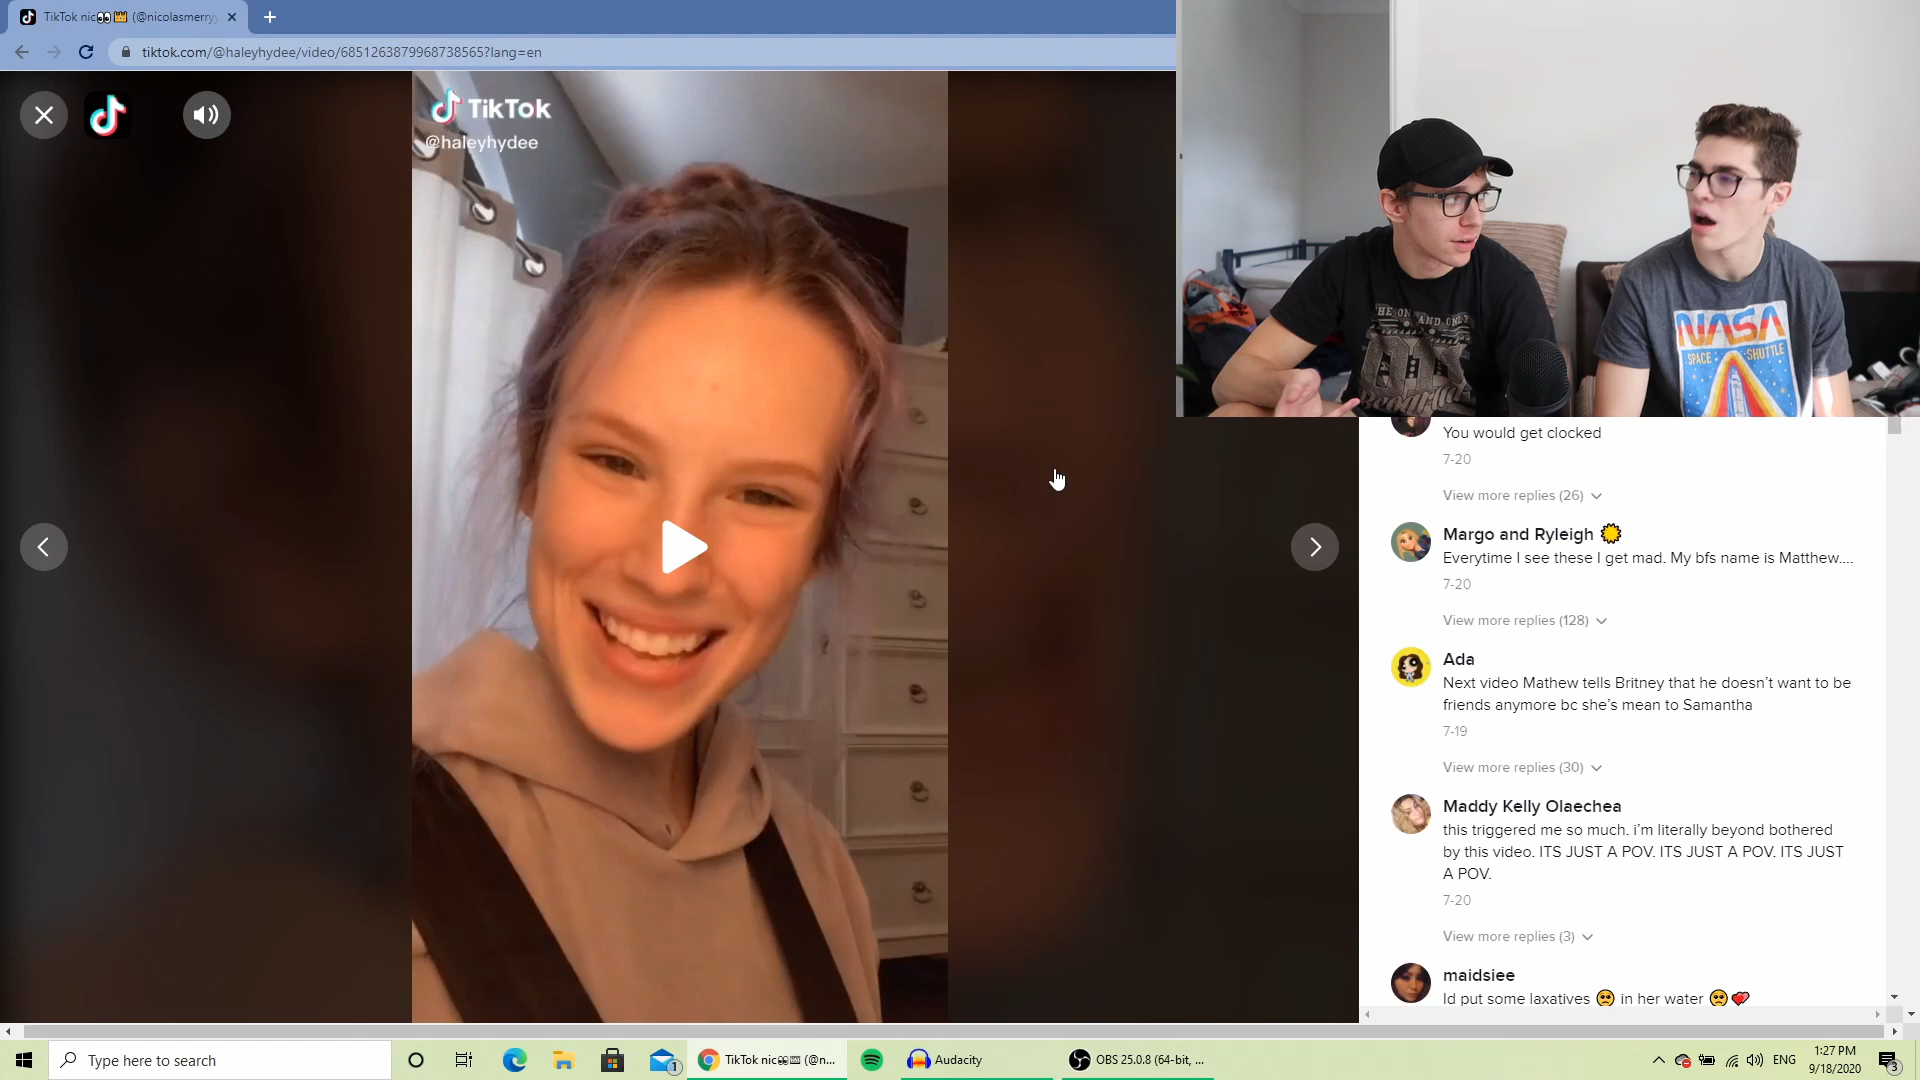 TikTok nic👀👑 (@nicolasmerry
tiktok.com/@haleyhydee/video/6851263879968738565?lang=en
TikTok
@haleyhydee
THE ONE AND ONLY
NASA
SPACE SHUTTLE
You would get clocked
7-20
View more replies (26)
Margo and Ryleigh
Everytime I see these I get mad. My bfs name is Matthew....
7-20
View more replies (128)
Ada
Next video Mathew tells Britney that he doesn't want to be
friends anymore bc she's mean to Samantha
7-19
View more replies (30)
Maddy Kelly Olaechea
this triggered me so much. i'm literally beyond bothered
by this video. ITS JUST A POV. ITS JUST A POV. ITS JUST
A POV.
7-20
View more replies (3)
maidsiee
Id put some laxatives 🥺 in her water 🥺💕
Type here to search
1
TikTok nic👀👑 (@n...
Audacity
OBS 25.0.8 (64-bit, ...
ENG
1:27 PM
9/18/2020
3